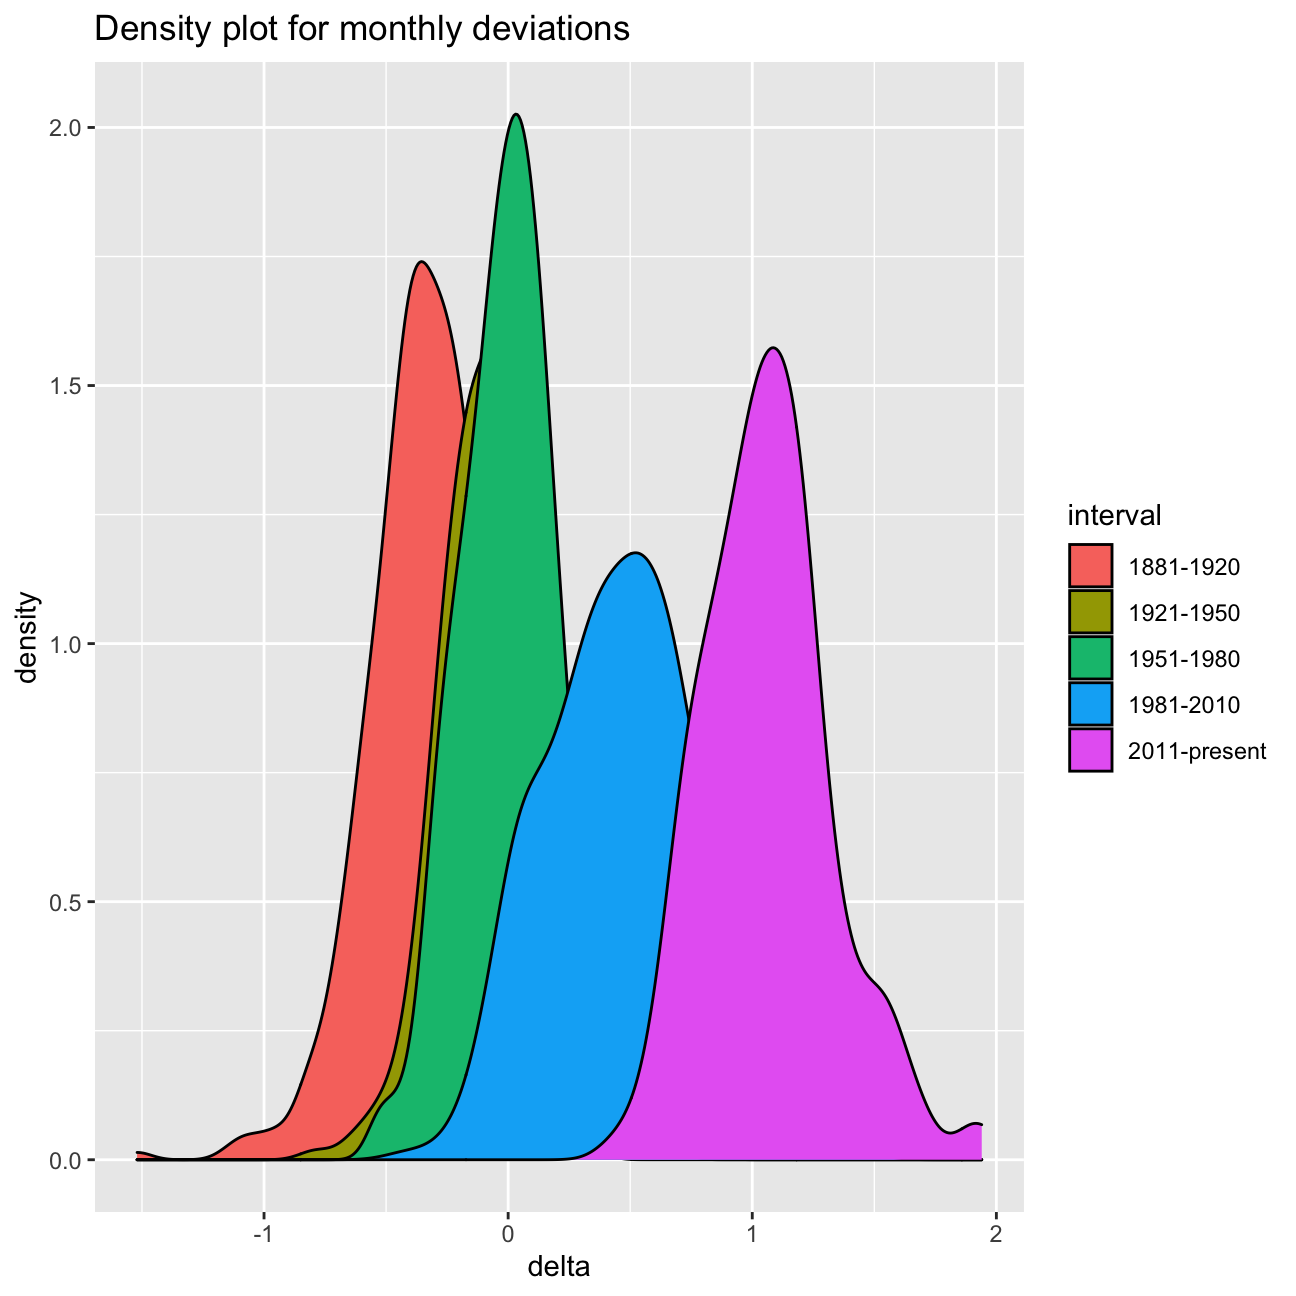 Density plot for monthly deviations
2.0
1.5
1.0
0.5
0.0
density
-1
0
1
2
delta
interval
1881-1920
1921-1950
1951-1980
1981-2010
2011-present